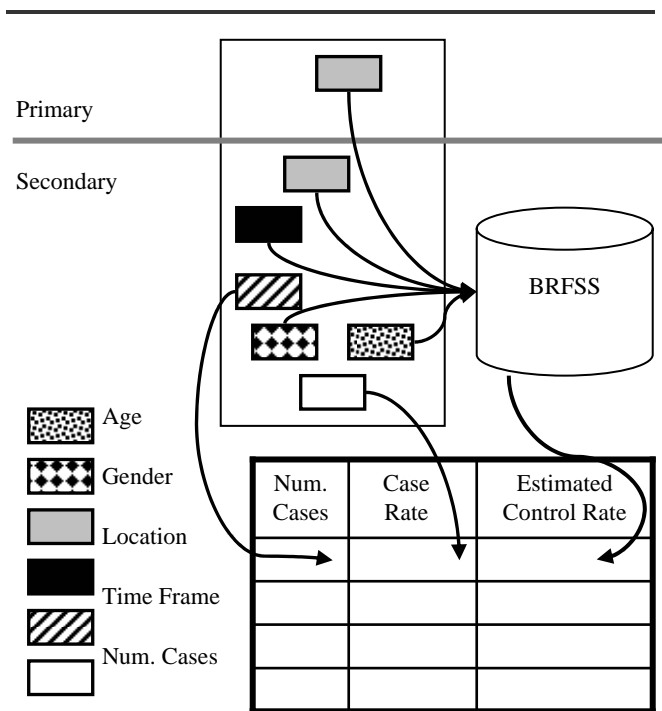 Primary
Secondary
BRFSS
Age
Gender
Location
Time Frame
Num. Cases
Num.
Cases
Case
Rate
Estimated
Control Rate